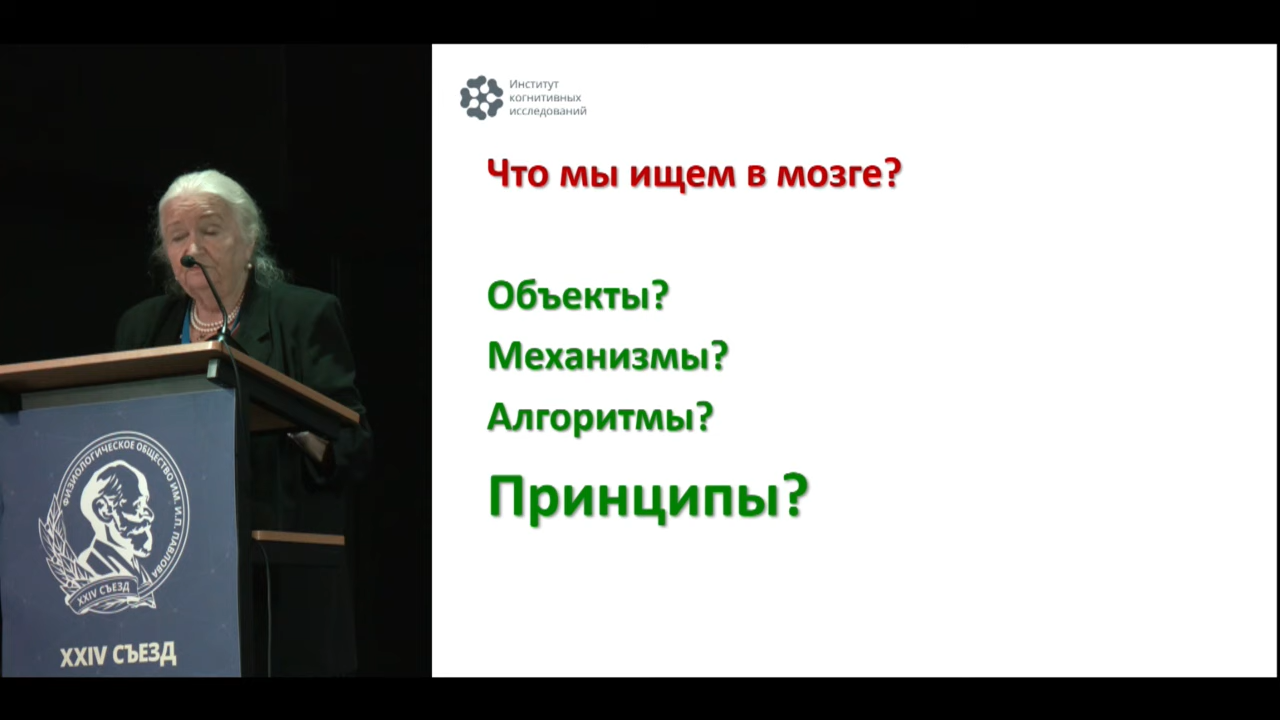 ФИЗИОЛОГИЧЕСКОЕ ОБЩЕСТВО ИМ. И.П. ПАВЛОВА
XXIV СЪЕЗД
XXIV СЪЕЗД
Институт
когнитивных
исследований
Что мы ищем в мозге?
Объекты?
Механизмы?
Алгоритмы?
Принципы?